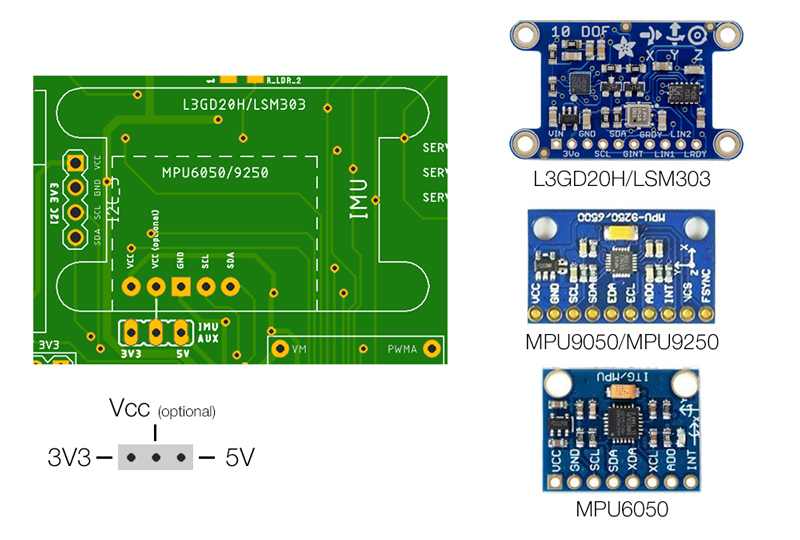 R_LDR_2
L3GD20H/LSM303
MPU6050/9250
IMU
SERV
SERV
SERV
I2C 3V3
VCC
GND
SCL
SDA
I2C_3
VCC
VCC (optional)
GND
SCL
SDA
IMU
AUX
3V3
5V
3V3
VM
PWMA
Vcc (optional)
3V3
5V
10 DOF
X Y Z
VIN GND SDA GRDY LIN2
3Vo SCL GINT LIN1 LRDY
L3GD20H/LSM303
MPU-9250/6500
X
Y
Z
VCC GND SCL SDA EDA ECL ADO INT NCS FSYNC
MPU9050/MPU9250
ITG/MPU
VCC GND SCL SDA XDA XCL ADO INT
MPU6050